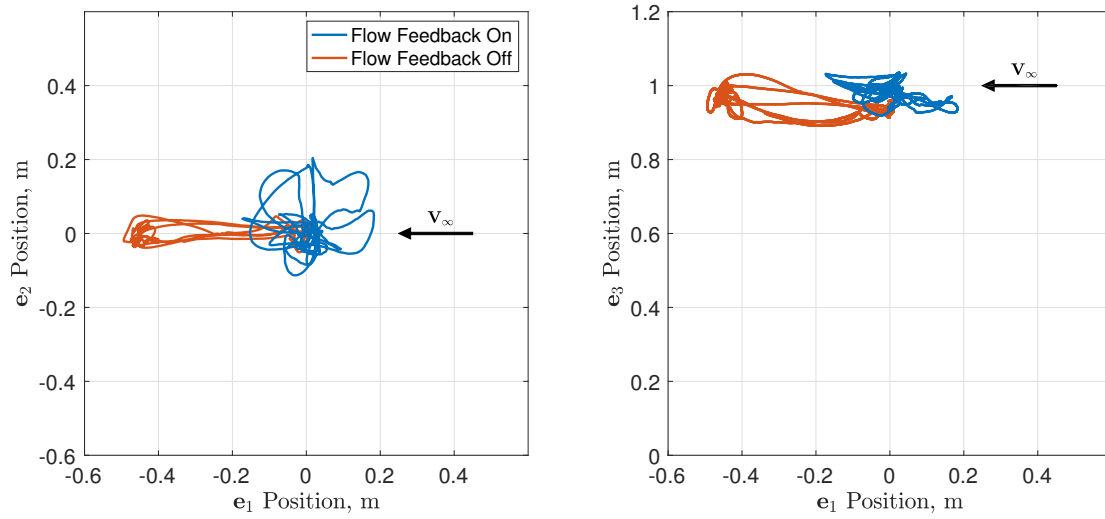 Flow Feedback On
Flow Feedback Off
0.4
0.2
0
-0.2
-0.4
-0.6
e₂ Position, m
v∞
-0.6 -0.4 -0.2 0 0.2 0.4
e₁ Position, m
1.2
1
0.8
0.6
0.4
0.2
0
e₃ Position, m
v∞
-0.6 -0.4 -0.2 0 0.2 0.4
e₁ Position, m